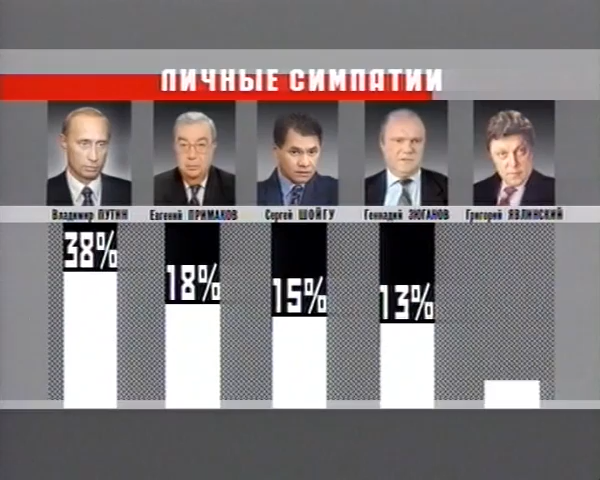 ЛИЧНЫЕ СИМПАТИИ
Владимир ПУТИН
Евгений ПРИМАКОВ
Сергей ШОЙГУ
Геннадий ЗЮГАНОВ
Григорий ЯВЛИНСКИЙ
38%
18%
15%
13%